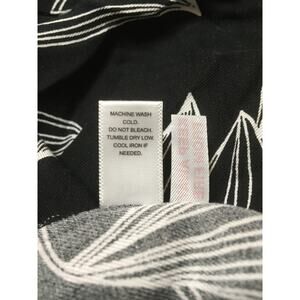 MACHINE WASH
COLD.
DO NOT BLEACH.
TUMBLE DRY LOW.
COOL IRON IF
NEEDED.